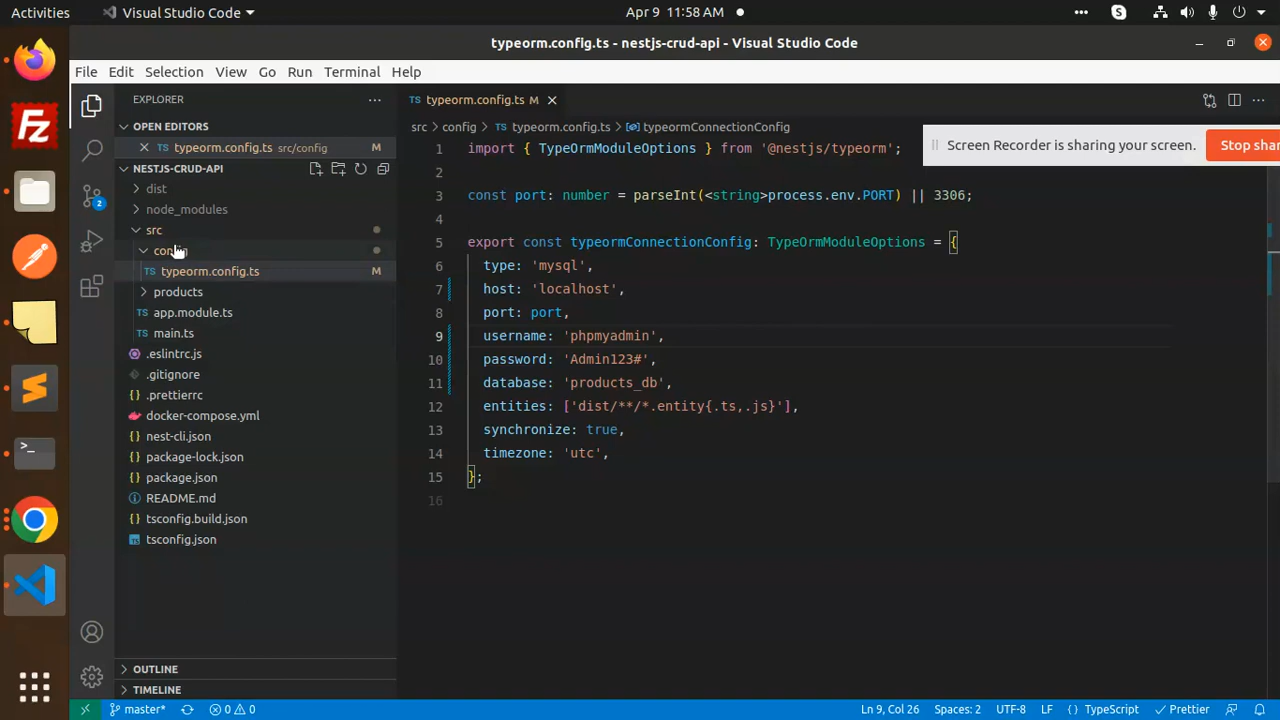 Activities
Visual Studio Code
Apr 9 11:58 AM
typeorm.config.ts - nestjs-crud-api - Visual Studio Code
File Edit Selection View Go Run Terminal Help
EXPLORER
OPEN EDITORS
typeorm.config.ts src/config M
NESTJS-CRUD-API
dist
node_modules
src
typeorm.config.ts M
products
app.module.ts
main.ts
.eslintrc.js
.gitignore
.prettierrc
docker-compose.yml
nest-cli.json
package-lock.json
package.json
README.md
tsconfig.build.json
tsconfig.json
OUTLINE
TIMELINE
2
TS typeorm.config.ts M
src > config > TS typeorm.config.ts > typeormConnectionConfig
Screen Recorder is sharing your screen.
Stop shar
1 import { TypeOrmModuleOptions } from '@nestjs/typeorm';
2
3 const port: number = parseInt(<string>process.env.PORT) || 3306;
4
5 export const typeormConnectionConfig: TypeOrmModuleOptions = {
6 type: 'mysql',
7 host: 'localhost',
8 port: port,
9 username: 'phpmyadmin',
10 password: 'Admin123#',
11 database: 'products_db',
12 entities: ['dist/**/*.entity{.ts,.js}'],
13 synchronize: true,
14 timezone: 'utc',
15 };
16
master* 0 0 Ln 9, Col 26 Spaces: 2 UTF-8 LF { } TypeScript Prettier